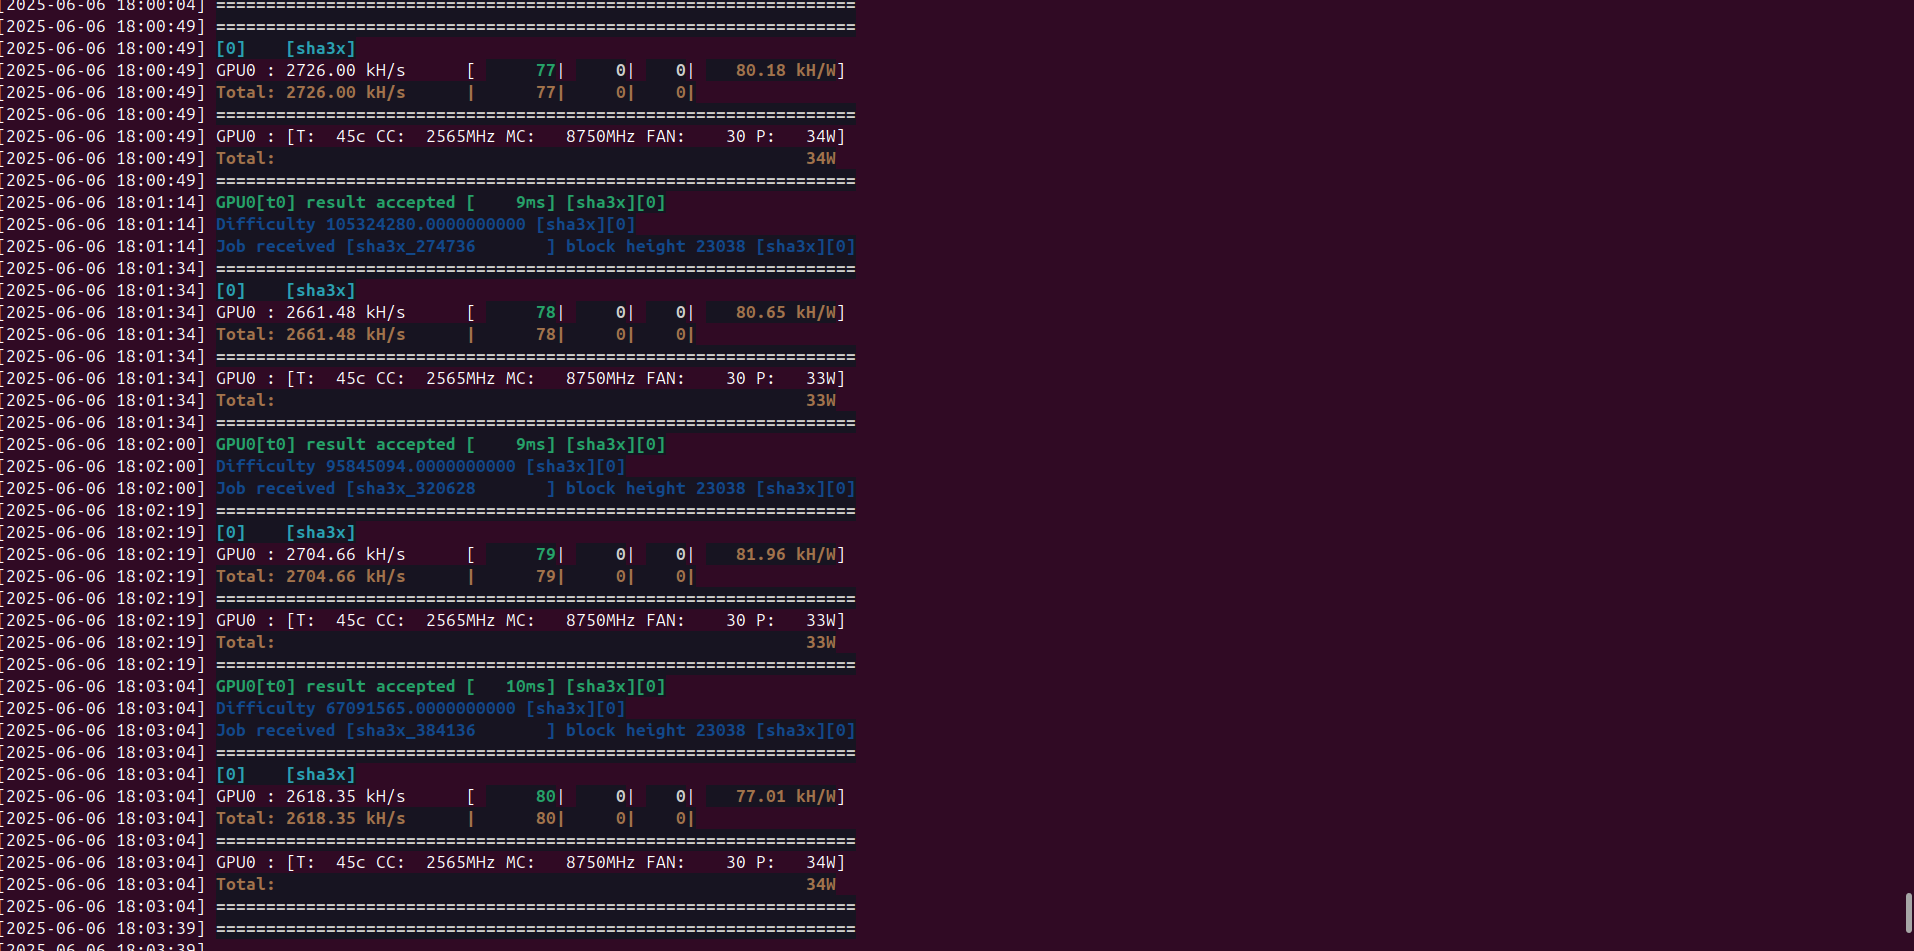 [2025-06-06 18:00:04] ================================================================
[2025-06-06 18:00:49] ================================================================
[2025-06-06 18:00:49] [0]    [sha3x]
[2025-06-06 18:00:49] GPU0 : 2726.00 kH/s      [       77|     0|    0|    80.18 kH/W]
[2025-06-06 18:00:49] Total: 2726.00 kH/s      |      77|     0|    0|
[2025-06-06 18:00:49] ================================================================
[2025-06-06 18:00:49] GPU0 : [T:  45c CC:  2565MHz MC:   8750MHz FAN:    30 P:   34W]
[2025-06-06 18:00:49] Total:                                                     34W
[2025-06-06 18:00:49] ================================================================
[2025-06-06 18:01:14] GPU0[t0] result accepted [    9ms] [sha3x][0]
[2025-06-06 18:01:14] Difficulty 105324280.0000000000 [sha3x][0]
[2025-06-06 18:01:14] Job received [sha3x_274736       ] block height 23038 [sha3x][0]
[2025-06-06 18:01:34] ================================================================
[2025-06-06 18:01:34] [0]    [sha3x]
[2025-06-06 18:01:34] GPU0 : 2661.48 kH/s      [      78|     0|    0|    80.65 kH/W]
[2025-06-06 18:01:34] Total: 2661.48 kH/s      |      78|     0|    0|
[2025-06-06 18:01:34] ================================================================
[2025-06-06 18:01:34] GPU0 : [T:  45c CC:  2565MHz MC:   8750MHz FAN:    30 P:   33W]
[2025-06-06 18:01:34] Total:                                                     33W
[2025-06-06 18:01:34] ================================================================
[2025-06-06 18:02:00] GPU0[t0] result accepted [    9ms] [sha3x][0]
[2025-06-06 18:02:00] Difficulty 95845094.0000000000 [sha3x][0]
[2025-06-06 18:02:00] Job received [sha3x_320628       ] block height 23038 [sha3x][0]
[2025-06-06 18:02:19] ================================================================
[2025-06-06 18:02:19] [0]    [sha3x]
[2025-06-06 18:02:19] GPU0 : 2704.66 kH/s      [      79|     0|    0|    81.96 kH/W]
[2025-06-06 18:02:19] Total: 2704.66 kH/s      |      79|     0|    0|
[2025-06-06 18:02:19] ================================================================
[2025-06-06 18:02:19] GPU0 : [T:  45c CC:  2565MHz MC:   8750MHz FAN:    30 P:   33W]
[2025-06-06 18:02:19] Total:                                                     33W
[2025-06-06 18:02:19] ================================================================
[2025-06-06 18:03:04] GPU0[t0] result accepted [   10ms] [sha3x][0]
[2025-06-06 18:03:04] Difficulty 67091565.0000000000 [sha3x][0]
[2025-06-06 18:03:04] Job received [sha3x_384136       ] block height 23038 [sha3x][0]
[2025-06-06 18:03:04] ================================================================
[2025-06-06 18:03:04] [0]    [sha3x]
[2025-06-06 18:03:04] GPU0 : 2618.35 kH/s      [      80|     0|    0|    77.01 kH/W]
[2025-06-06 18:03:04] Total: 2618.35 kH/s      |      80|     0|    0|
[2025-06-06 18:03:04] ================================================================
[2025-06-06 18:03:04] GPU0 : [T:  45c CC:  2565MHz MC:   8750MHz FAN:    30 P:   34W]
[2025-06-06 18:03:04] Total:                                                     34W
[2025-06-06 18:03:04] ================================================================
[2025-06-06 18:03:39] ================================================================
[2025-06-06 18:03:39]